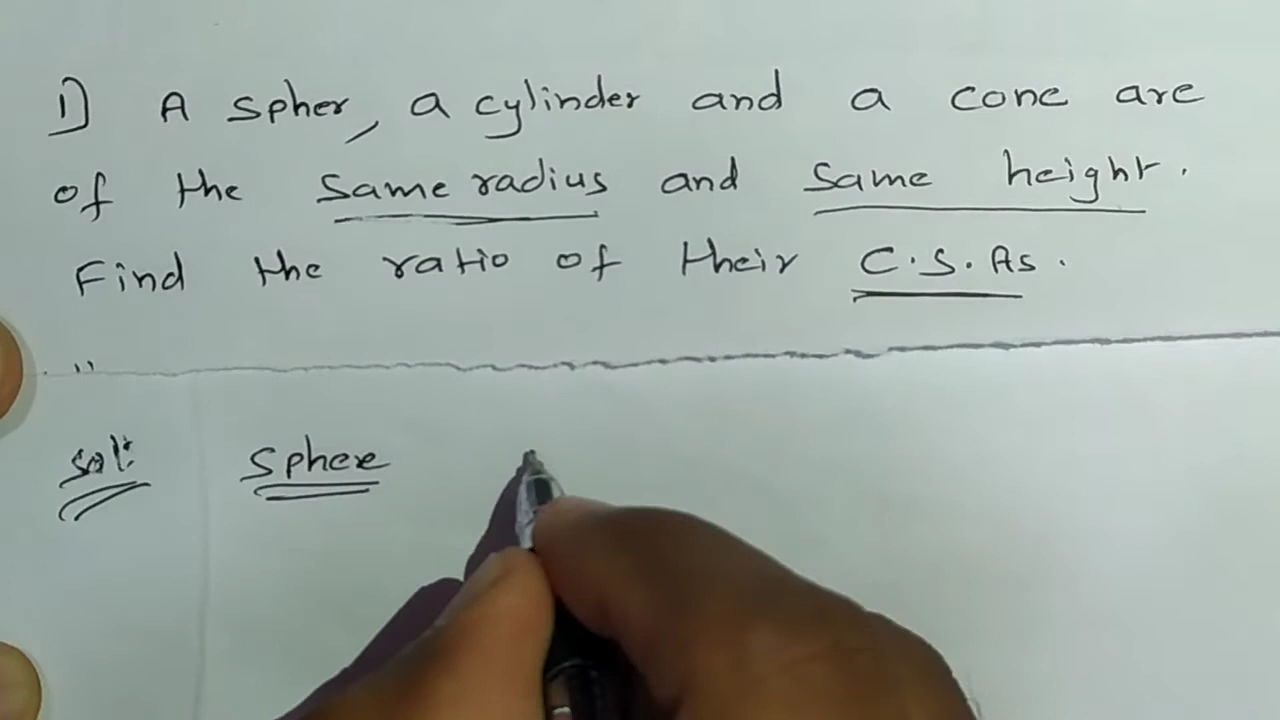 1) A spher, a cylinder and a cone are
of the same radius and same height.
Find the ratio of their C.S.As.
Sol: Sphere